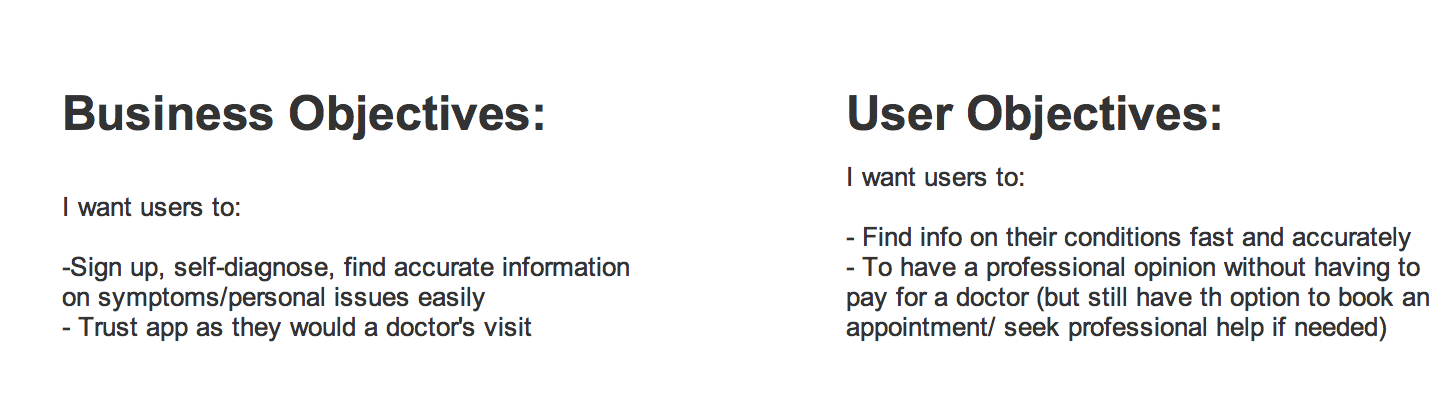 Business Objectives:
I want users to:
-Sign up, self-diagnose, find accurate information
on symptoms/personal issues easily
- Trust app as they would a doctor's visit
User Objectives:
I want users to:
- Find info on their conditions fast and accurately
- To have a professional opinion without having to
pay for a doctor (but still have th option to book an
appointment/ seek professional help if needed)